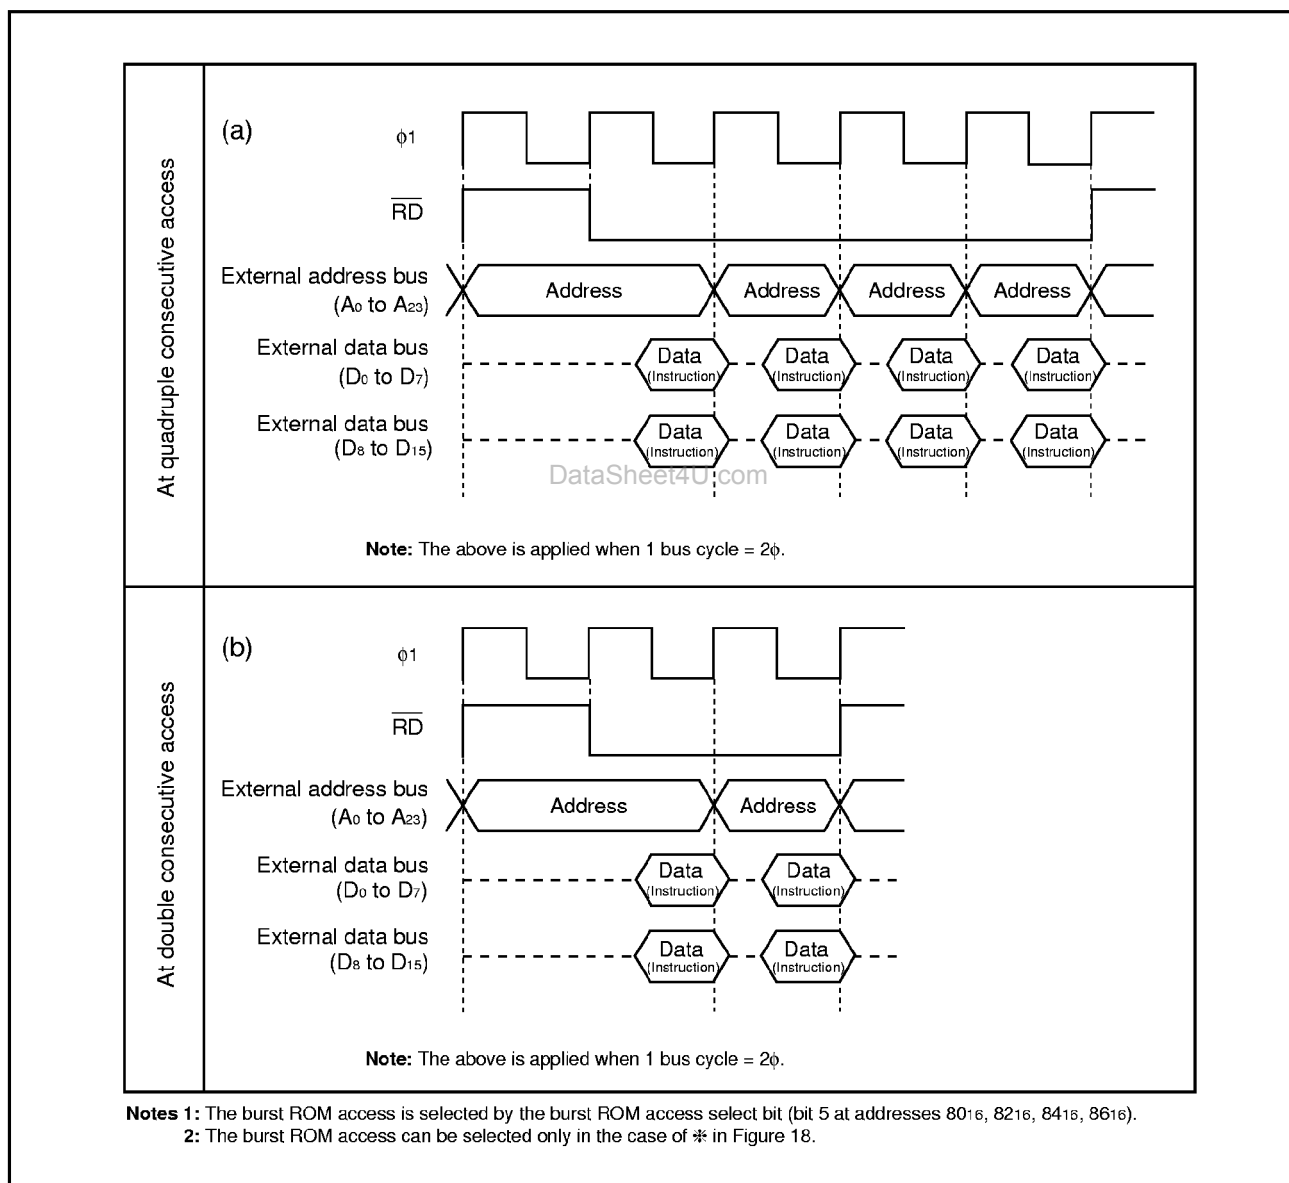 At quadruple consecutive access
(a)
ϕ1
RD
External address bus
(A0 to A23)
Address Address Address Address
External data bus
(D0 to D7)
Data Data Data Data
(Instruction) (Instruction) (Instruction) (Instruction)
External data bus
(D8 to D15)
Data Data Data Data
(Instruction) (Instruction) (Instruction) (Instruction)
DataSheet4U.com
Note: The above is applied when 1 bus cycle = 2ϕ.
At double consecutive access
(b)
ϕ1
RD
External address bus
(A0 to A23)
Address Address
External data bus
(D0 to D7)
Data Data
(Instruction) (Instruction)
External data bus
(D8 to D15)
Data Data
(Instruction) (Instruction)
Note: The above is applied when 1 bus cycle = 2ϕ.
Notes 1: The burst ROM access is selected by the burst ROM access select bit (bit 5 at addresses 8016, 8216, 8416, 8616).
2: The burst ROM access can be selected only in the case of ※ in Figure 18.